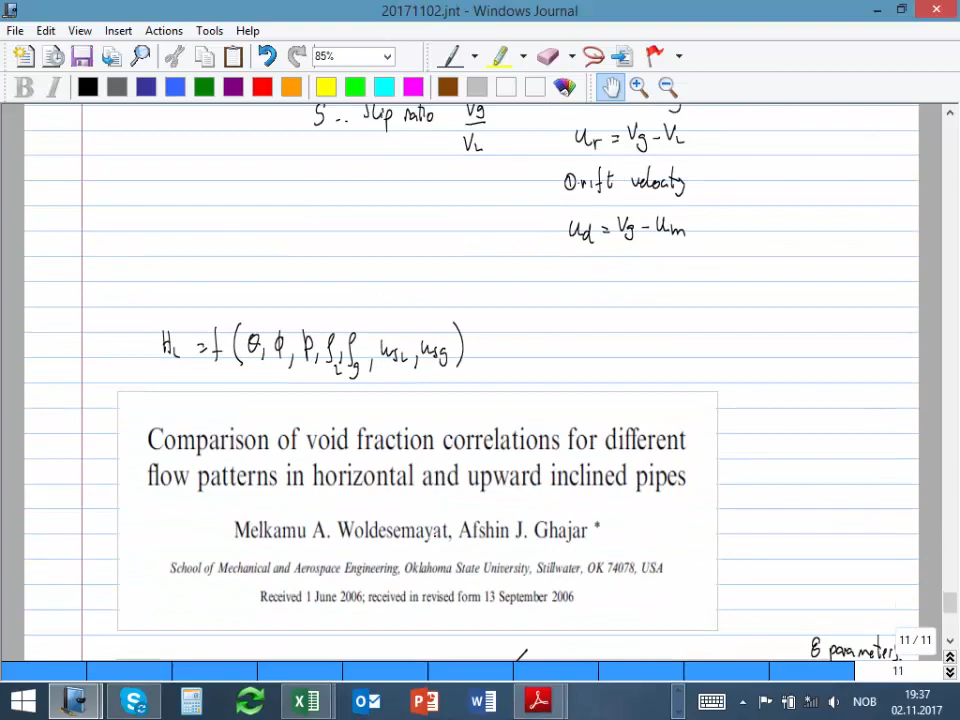 20171102.jnt - Windows Journal
File Edit View Insert Actions Tools Help
85%
S .. Slip ratio Vg
VL
ur = Vg - VL
Drift velocity
ud = Vg - um
HL = f (θ, ϕ, P, ρL, ρg, usL, usg)
Comparison of void fraction correlations for different
flow patterns in horizontal and upward inclined pipes
Melkamu A. Woldesemayat, Afshin J. Ghajar *
School of Mechanical and Aerospace Engineering, Oklahoma State University, Stillwater, OK 74078, USA
Received 1 June 2006; received in revised form 13 September 2006
8 parameters
11 / 11
11
NOB
19:37
02.11.2017